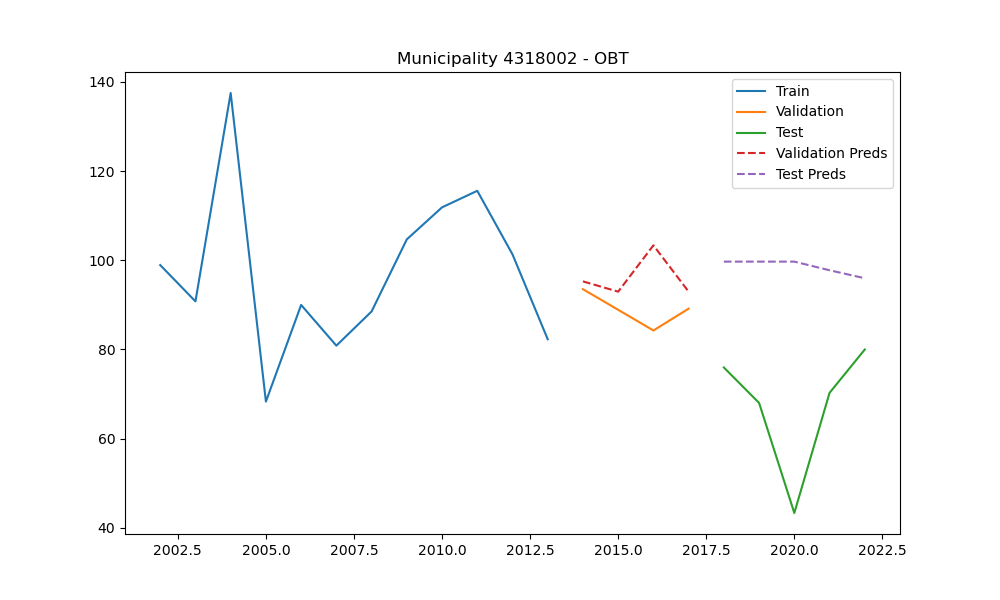 Municipality 4318002 - OBT
140
120
100
80
60
40
2002.5 2005.0 2007.5 2010.0 2012.5 2015.0 2017.5 2020.0 2022.5
Train
Validation
Test
Validation Preds
Test Preds